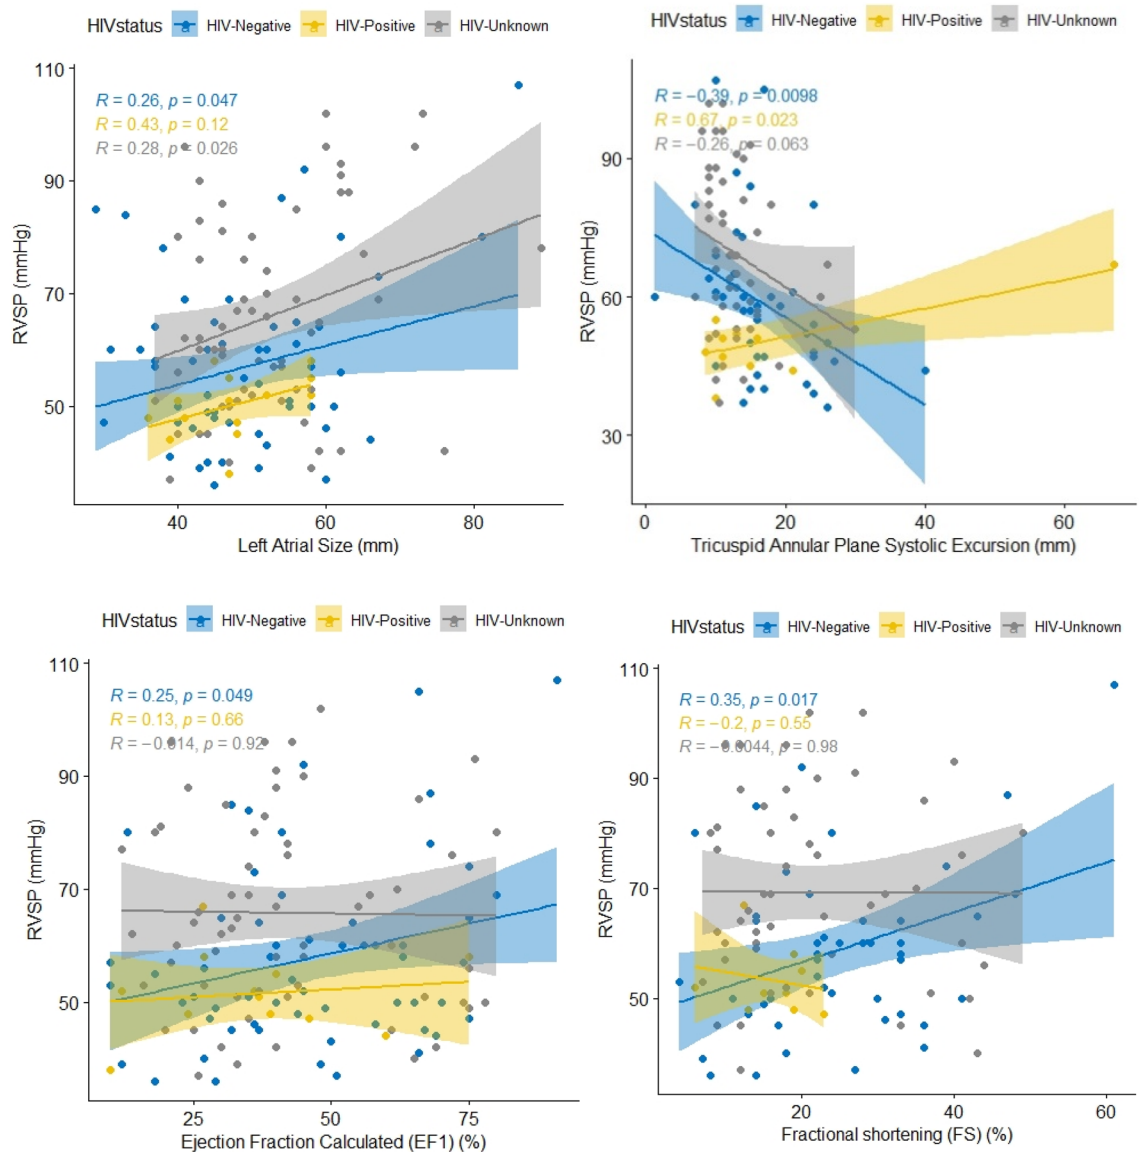 HIVstatus HIV-Negative HIV-Positive HIV-Unknown
R = 0.26, p = 0.047
R = 0.43, p = 0.12
R = 0.28, p = 0.026
110
90
70
50
RVSP (mmHg)
40 60 80
Left Atrial Size (mm)
HIVstatus HIV-Negative HIV-Positive HIV-Unknown
R = −0.39, p = 0.0098
R = 0.67, p = 0.023
R = −0.26, p = 0.063
90
60
30
RVSP (mmHg)
0 20 40 60
Tricuspid Annular Plane Systolic Excursion (mm)
HIVstatus HIV-Negative HIV-Positive HIV-Unknown
R = 0.25, p = 0.049
R = 0.13, p = 0.66
R = −0.014, p = 0.92
110
90
70
50
RVSP (mmHg)
25 50 75
Ejection Fraction Calculated (EF1) (%)
HIVstatus HIV-Negative HIV-Positive HIV-Unknown
R = 0.35, p = 0.017
R = −0.2, p = 0.55
R = −0.0044, p = 0.98
110
90
70
50
RVSP (mmHg)
20 40 60
Fractional shortening (FS) (%)